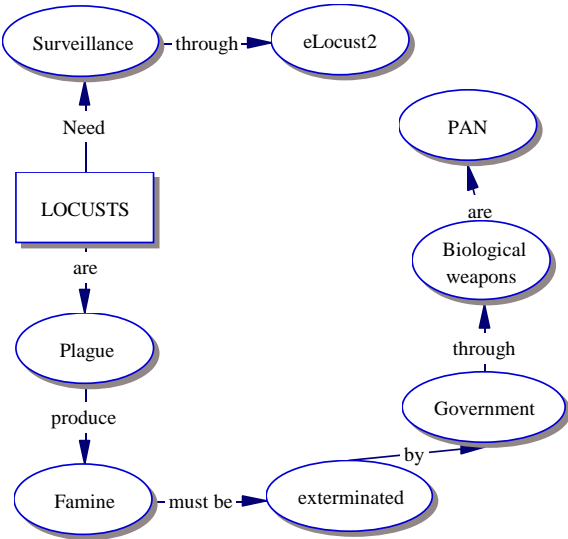 Surveillance
through
eLocust2
Need
PAN
LOCUSTS
are
are
Biological
weapons
Plague
through
produce
Government
by
Famine
must be
exterminated